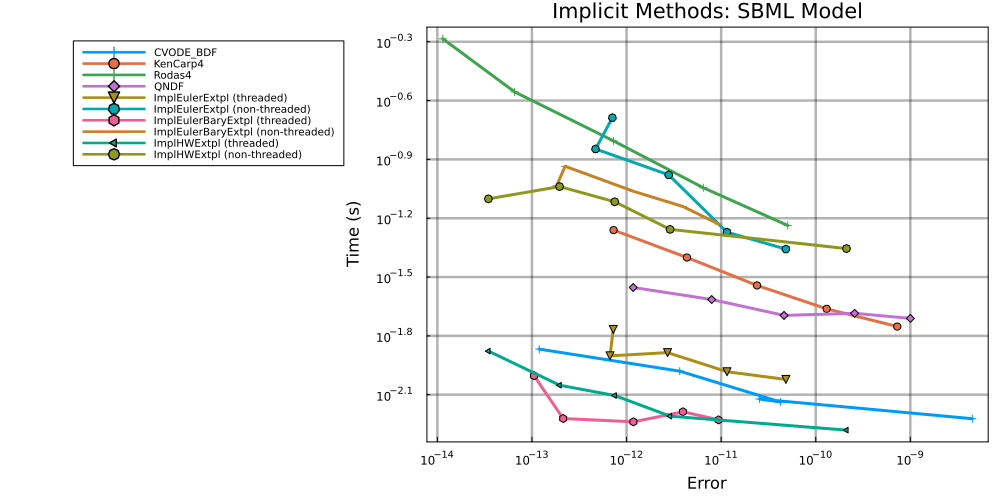 Implicit Methods: SBML Model
CVODE_BDF
KenCarp4
Rodas4
QNDF
ImplEulerExtpl (threaded)
ImplEulerExtpl (non-threaded)
ImplEulerBaryExtpl (threaded)
ImplEulerBaryExtpl (non-threaded)
ImplHWExtpl (threaded)
ImplHWExtpl (non-threaded)
Time (s)
10⁻⁰·³
10⁻⁰·⁶
10⁻⁰·⁹
10⁻¹·²
10⁻¹·⁵
10⁻¹·⁸
10⁻²·¹
10⁻¹⁴ 10⁻¹³ 10⁻¹² 10⁻¹¹ 10⁻¹⁰ 10⁻⁹
Error